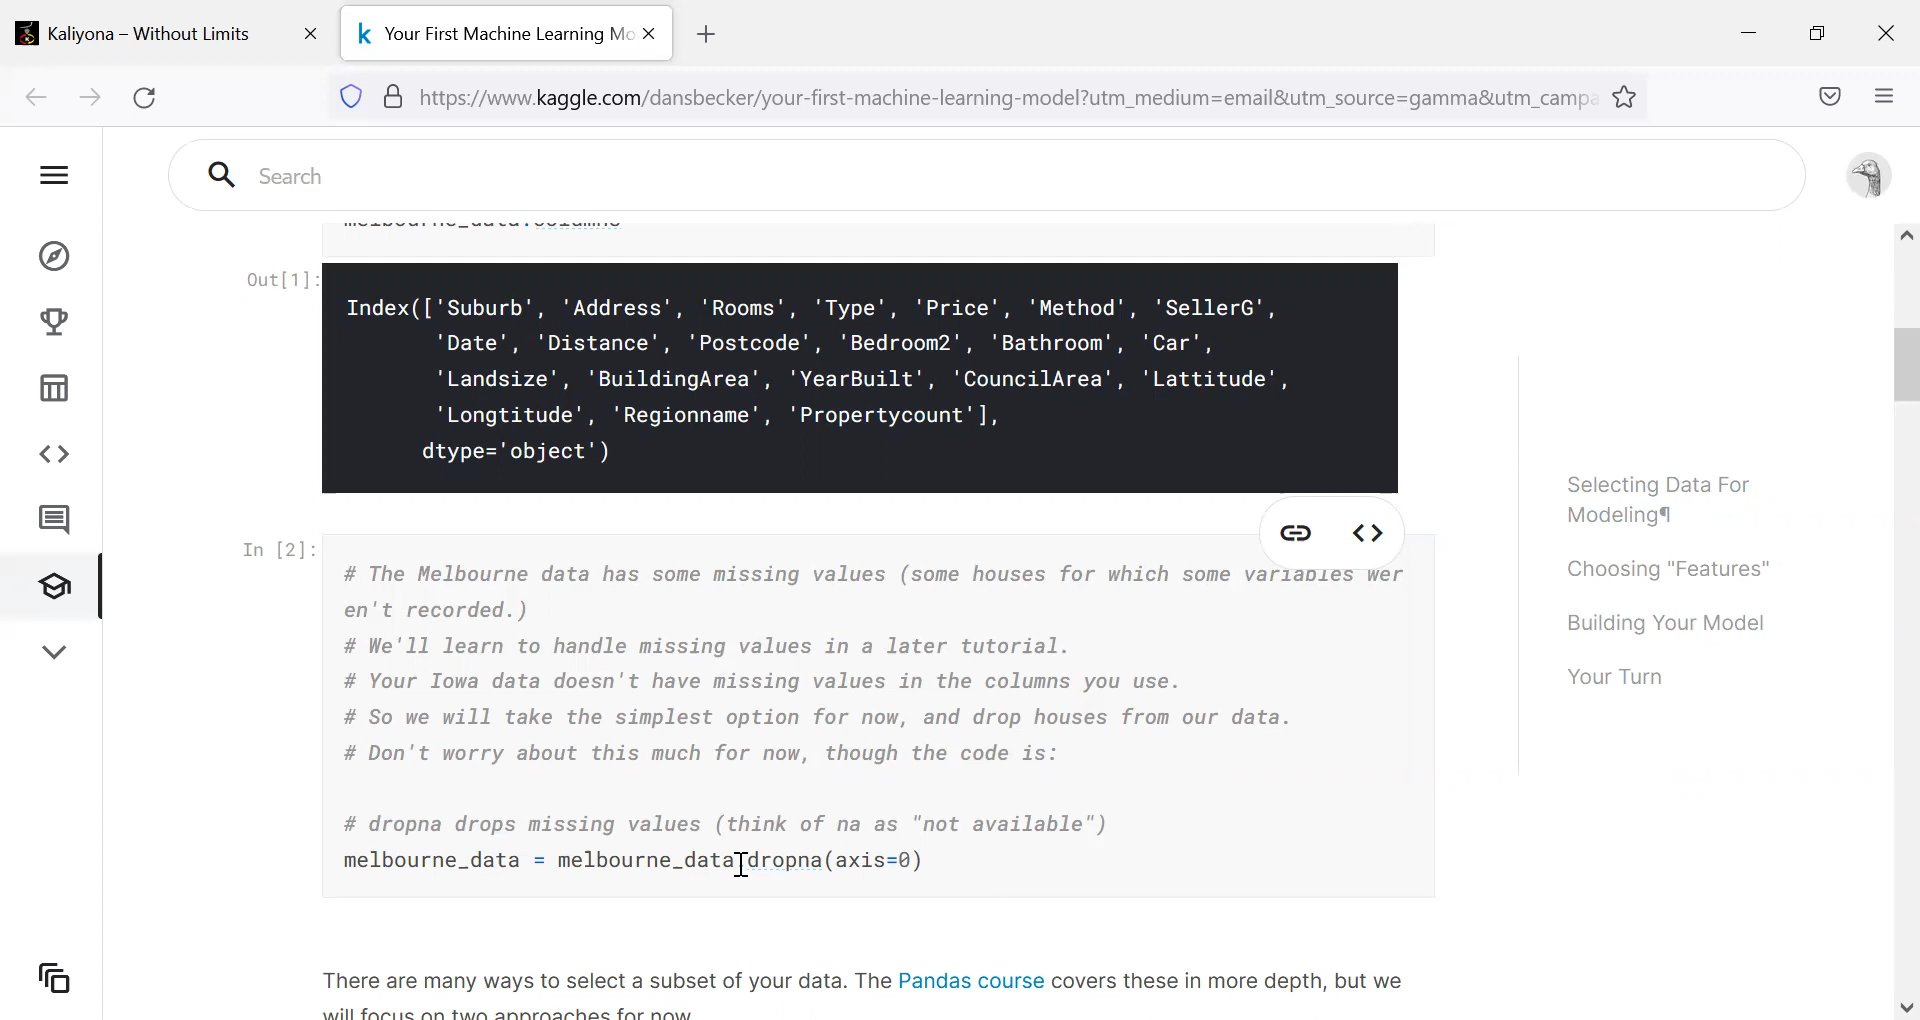 Kaliyona – Without Limits
Your First Machine Learning Mo
https://www.kaggle.com/dansbecker/your-first-machine-learning-model?utm_medium=email&utm_source=gamma&utm_campa
Search
melbourne_data.columns
Out[1]:
Index(['Suburb', 'Address', 'Rooms', 'Type', 'Price', 'Method', 'SellerG',
'Date', 'Distance', 'Postcode', 'Bedroom2', 'Bathroom', 'Car',
'Landsize', 'BuildingArea', 'YearBuilt', 'CouncilArea', 'Lattitude',
'Longtitude', 'Regionname', 'Propertycount'],
dtype='object')
In [2]:
# The Melbourne data has some missing values (some houses for which some variables wer
en't recorded.)
# We'll learn to handle missing values in a later tutorial.
# Your Iowa data doesn't have missing values in the columns you use.
# So we will take the simplest option for now, and drop houses from our data.
# Don't worry about this much for now, though the code is:
# dropna drops missing values (think of na as "not available")
melbourne_data = melbourne_data.dropna(axis=0)
There are many ways to select a subset of your data. The Pandas course covers these in more depth, but we
will focus on two approaches for now.
Selecting Data For
Modeling¶
Choosing "Features"
Building Your Model
Your Turn